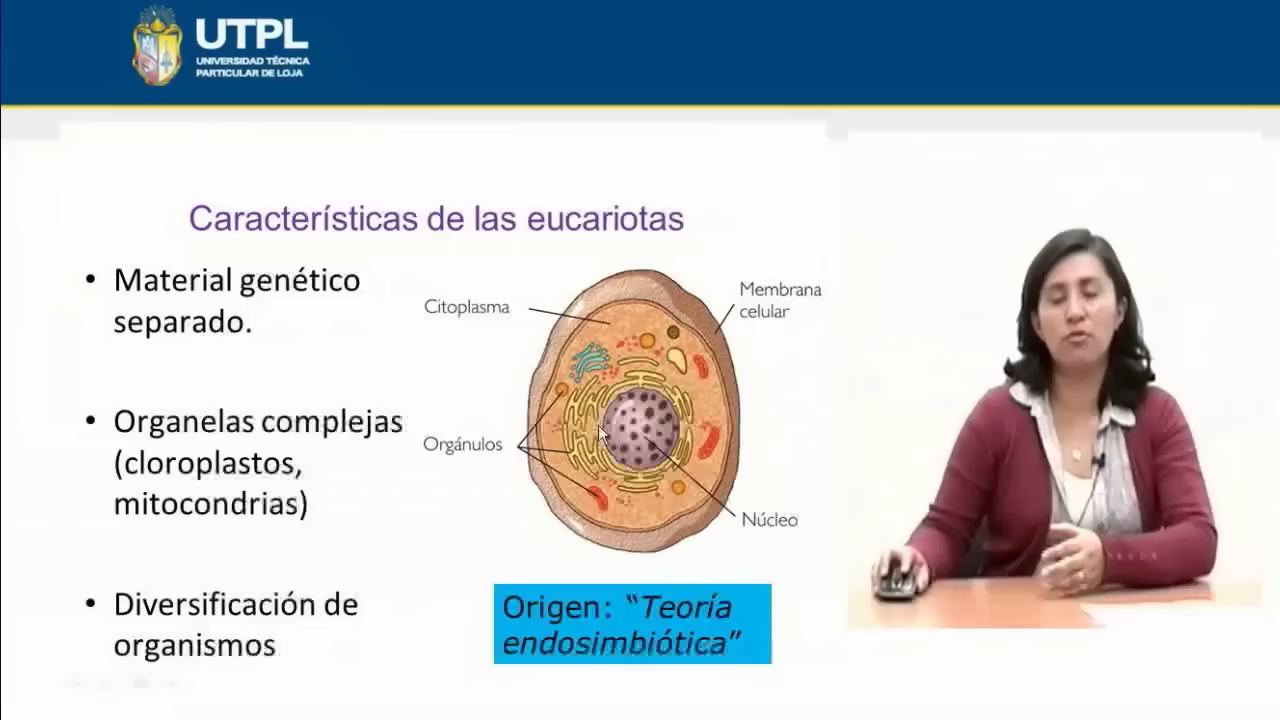 UTPL
UNIVERSIDAD TÉCNICA
PARTICULAR DE LOJA
Características de las eucariotas
• Material genético
separado.
• Organelas complejas
(cloroplastos,
mitocondrias)
• Diversificación de
organismos
Citoplasma
Membrana
celular
Orgánulos
Núcleo
Origen: “Teoría
endosimbiótica”